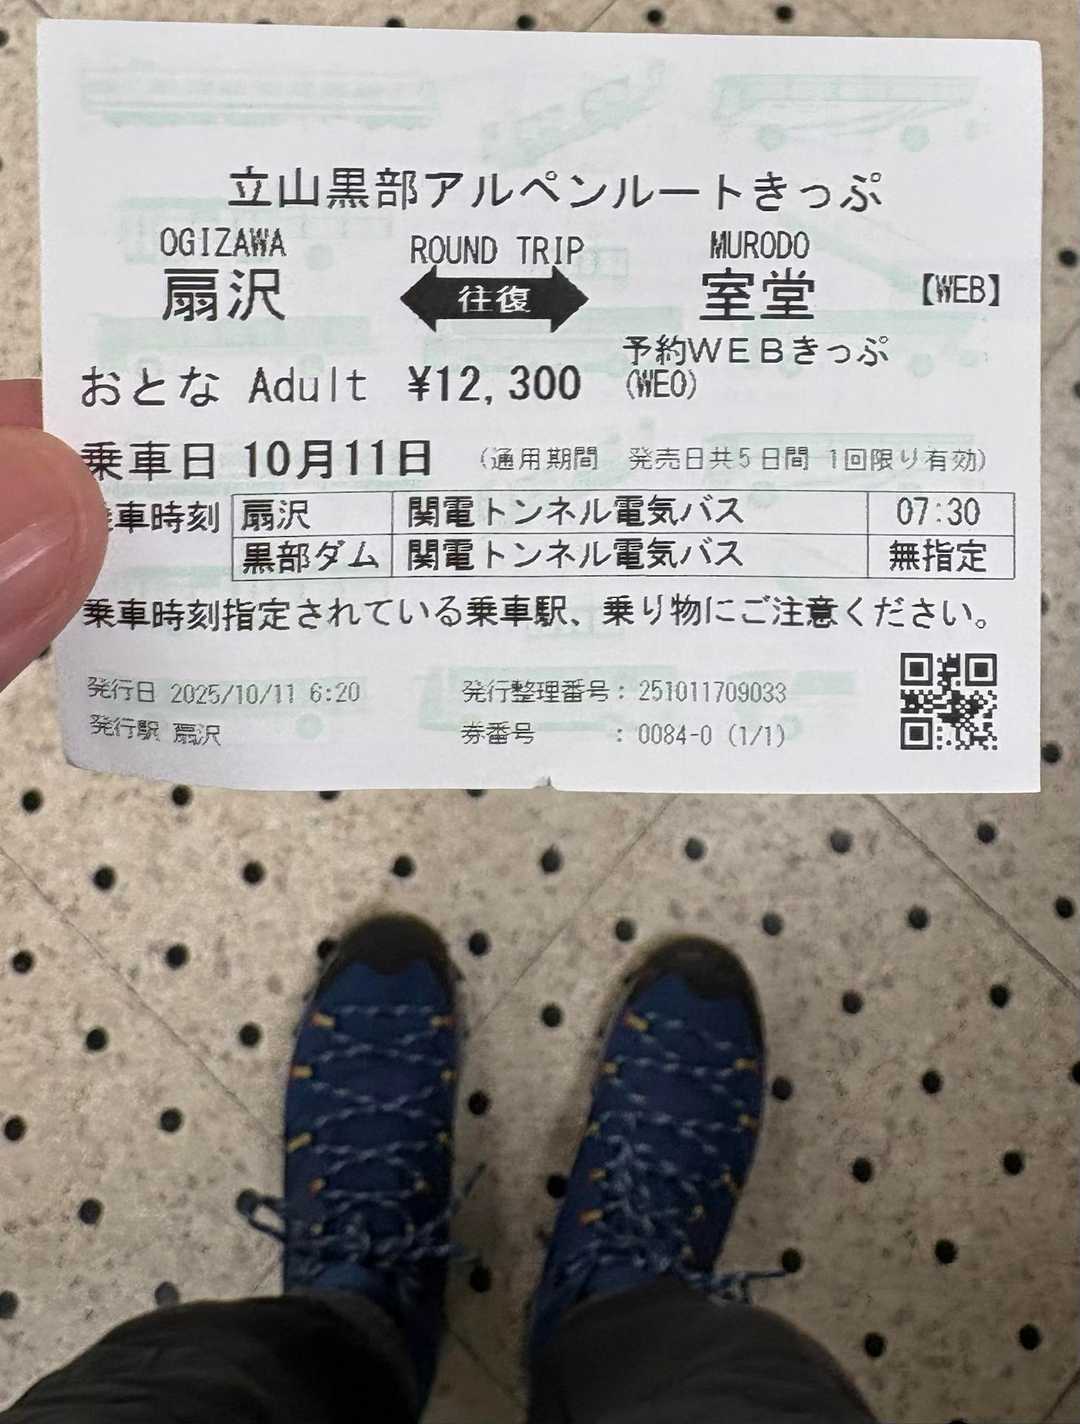 立山黒部アルペンルートきっぷ
OGIZAWA ROUND TRIP MURODO
扇沢 往復 室堂 【WEB】
予約WEBきっぷ
おとな Adult ¥12,300 (WEO)
乗車日 10月11日 (通用期間 発売日共5日間 1回限り有効)
乗車時刻 扇沢 関電トンネル電気バス 07:30
黒部ダム 関電トンネル電気バス 無指定
乗車時刻指定されている乗車駅、乗り物にご注意ください。
発行日 2025/10/11 6:20 発行整理番号: 251011709033
発行駅 扇沢 券番号 : 0084-0 (1/1)